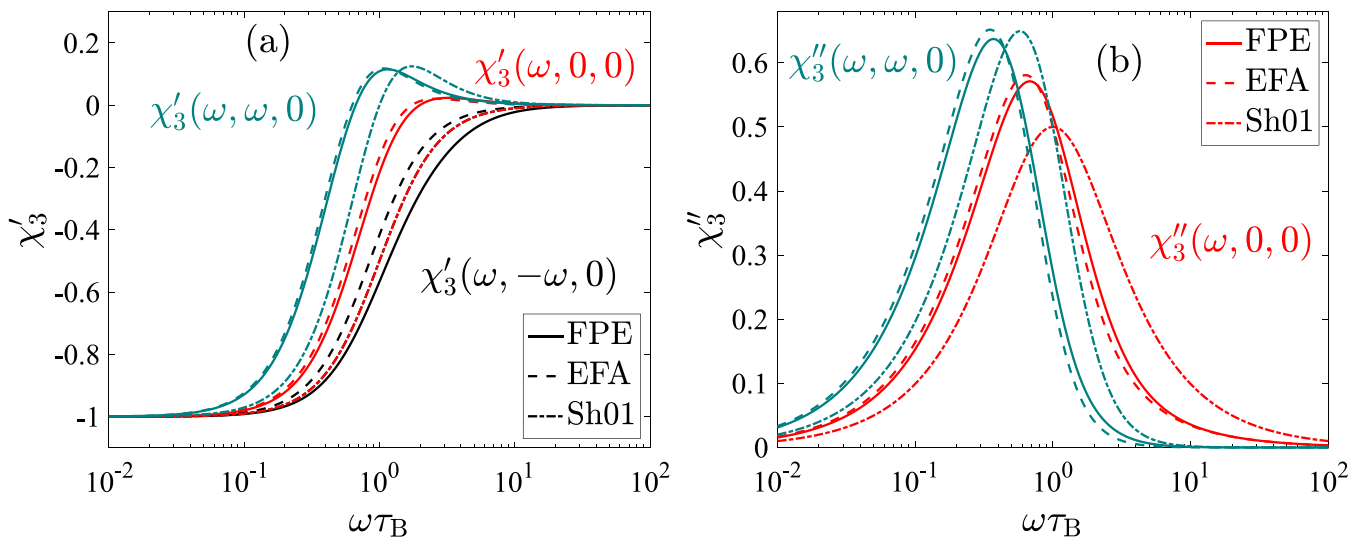 (a)
χ′₃(ω, 0, 0)
χ′₃(ω, ω, 0)
χ′₃(ω, −ω, 0)
FPE
EFA
Sh01
0.2
0
-0.2
-0.4
-0.6
-0.8
-1
χ′₃
10⁻² 10⁻¹ 10⁰ 10¹ 10²
ωτ_B
(b)
χ″₃(ω, ω, 0)
FPE
EFA
Sh01
χ″₃(ω, 0, 0)
0.6
0.5
0.4
0.3
0.2
0.1
0
χ″₃
10⁻² 10⁻¹ 10⁰ 10¹ 10²
ωτ_B